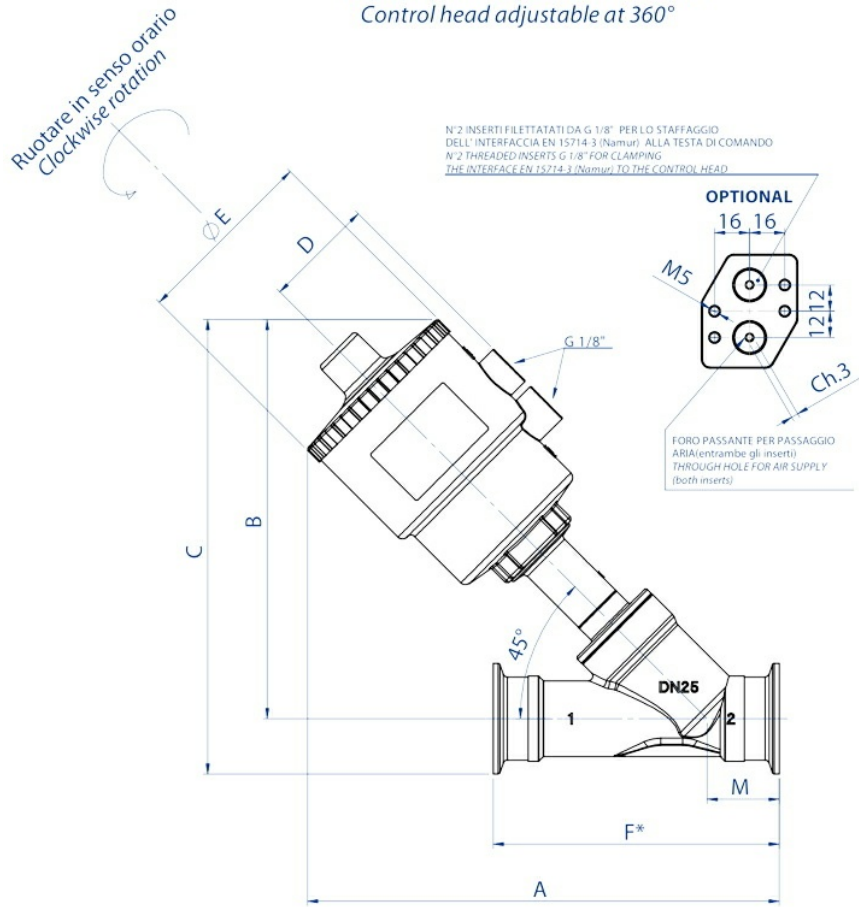 Control head adjustable at 360°
Ruotare in senso orario
Clockwise rotation
N°2 INSERTI FILETTATATI DA G 1/8" PER LO STAFFAGGIO
DELL' INTERFACCIA EN 15714-3 (Namur) ALLA TESTA DI COMANDO
N°2 THREADED INSERTS G 1/8" FOR CLAMPING
THE INTERFACE EN 15714-3 (Namur) TO THE CONTROL HEAD
OPTIONAL
16 16
M5
12
12
Ch.3
FORO PASSANTE PER PASSAGGIO
ARIA(entrambe gli inserti)
THROUGH HOLE FOR AIR SUPPLY
(both inserts)
ØE
D
G 1/8"
C
B
45°
DN25
1
2
M
F*
A